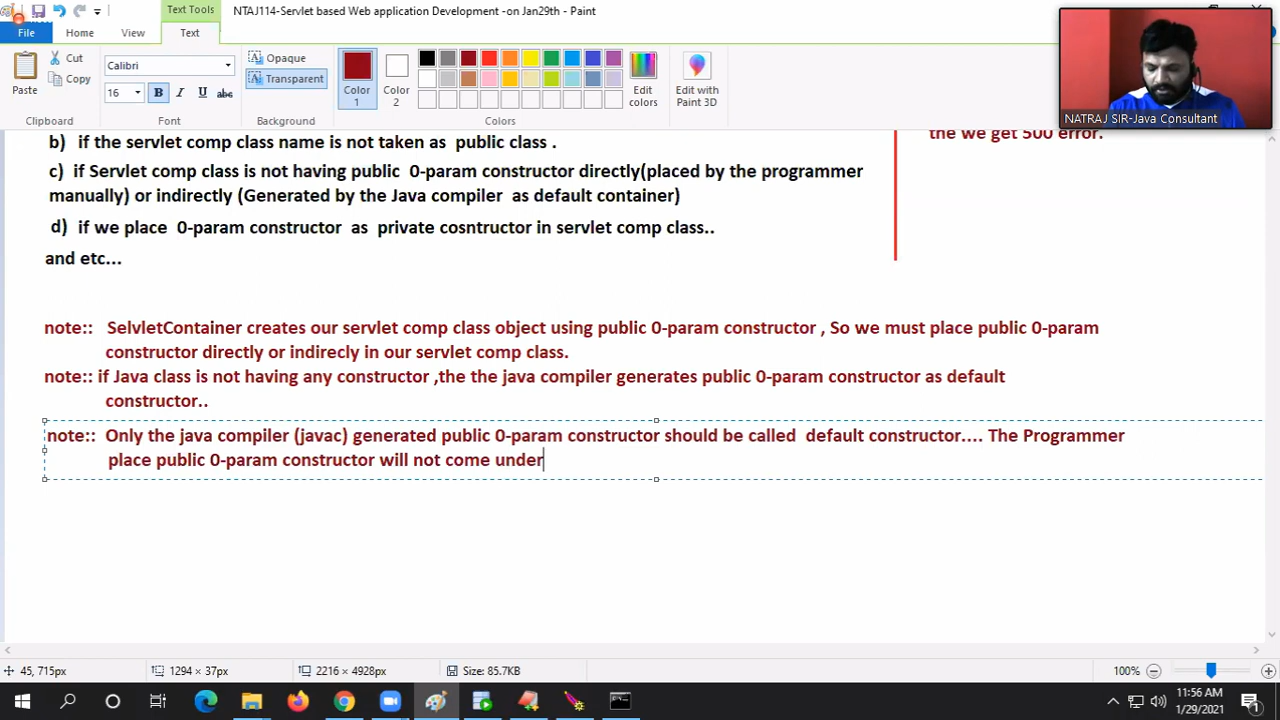 Text Tools
NTAJ114-Servlet based Web application Development -on Jan29th - Paint
File
Home
View
Text
Paste
Cut
Copy
Clipboard
Calibri
16
B
I
U
abc
Font
Opaque
Transparent
Background
Color 1
Color 2
Edit colors
Edit with Paint 3D
Colors
NATRAJ SIR-Java Consultant
the we get 500 error.
b) if the servlet comp class name is not taken as public class .
c) if Servlet comp class is not having public 0-param constructor directly(placed by the programmer
manually) or indirectly (Generated by the Java compiler as default container)
d) if we place 0-param constructor as private cosntructor in servlet comp class..
and etc...
note:: SelvletContainer creates our servlet comp class object using public 0-param constructor , So we must place public 0-param
constructor directly or indirecly in our servlet comp class.
note:: if Java class is not having any constructor ,the the java compiler generates public 0-param constructor as default
constructor..
note:: Only the java compiler (javac) generated public 0-param constructor should be called default constructor.... The Programmer
place public 0-param constructor will not come under
45, 715px
1294 × 37px
2216 × 4928px
Size: 85.7KB
100%
11:56 AM
1/29/2021
1